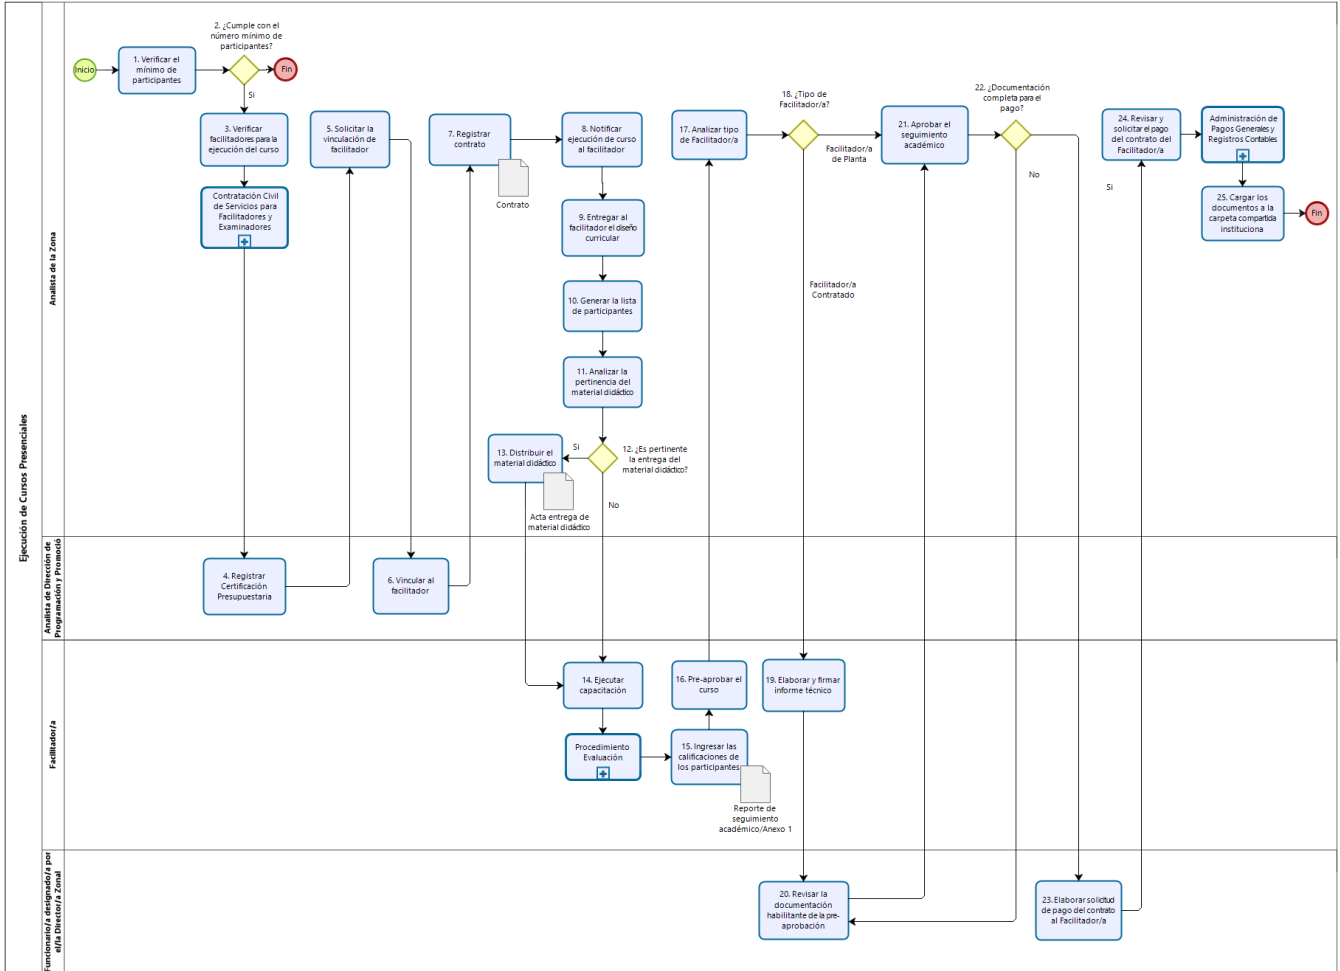 Ejecución de Cursos Presenciales
Analista de la Zona
Inicio
1. Verificar el
mínimo de
participantes
2. ¿Cumple con el
número mínimo de
participantes?
Fin
Si
3. Verificar
facilitadores para la
ejecución del curso
Contratación Civil
de Servicios para
Facilitadores y
Examinadores
5. Solicitar la
vinculación de
facilitador
7. Registrar
contrato
Contrato
8. Notificar
ejecución de curso
al facilitador
9. Entregar al
facilitador el diseño
curricular
10. Generar la lista
de participantes
11. Analizar la
pertinencia del
material didáctico
12. ¿Es pertinente
la entrega del
material didáctico?
Si
No
13. Distribuir el
material didáctico
Acta entrega de
material didáctico
17. Analizar tipo
de Facilitador/a
18. ¿Tipo de
Facilitador/a?
Facilitador/a
de Planta
Facilitador/a
Contratado
21. Aprobar el
seguimiento
académico
22. ¿Documentación
completa para el
pago?
No
Si
24. Revisar y
solicitar el pago
del contrato del
Facilitador/a
Administración de
Pagos Generales y
Registros Contables
25. Cargar los
documentos a la
carpeta compartida
instituciona
Fin
Analista de Dirección de
Programación y Promoció
4. Registrar
Certificación
Presupuestaria
6. Vincular al
facilitador
Facilitador/a
14. Ejecutar
capacitación
Procedimiento
Evaluación
15. Ingresar las
calificaciones de
los participantes
Reporte de
seguimiento
académico/Anexo 1
16. Pre-aprobar el
curso
19. Elaborar y firmar
informe técnico
Funcionario/a designado/a por
el/la Director/a Zonal
20. Revisar la
documentación
habilitante de la pre-
aprobación
23. Elaborar solicitud
de pago del contrato
al Facilitador/a